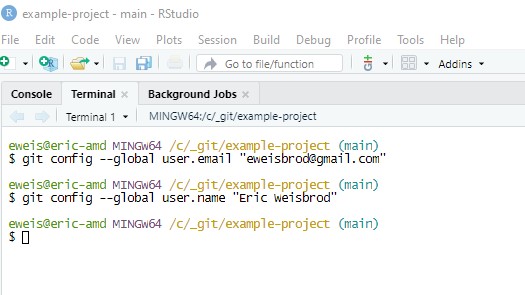 example-project - main - RStudio
File Edit Code View Plots Session Build Debug Profile Tools Help
Go to file/function Addins
Console Terminal Background Jobs
Terminal 1 MINGW64:/c/_git/example-project
eweis@eric-amd MINGW64 /c/_git/example-project (main)
$ git config --global user.email "eweisbrod@gmail.com"
eweis@eric-amd MINGW64 /c/_git/example-project (main)
$ git config --global user.name "Eric Weisbrod"
eweis@eric-amd MINGW64 /c/_git/example-project (main)
$